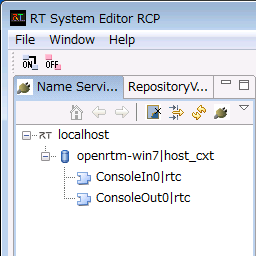 RT System Editor RCP
File Window Help
ON OFF
Name Servi... RepositoryV...
RT localhost
openrtm-win7|host_cxt
ConsoleIn0|rtc
ConsoleOut0|rtc